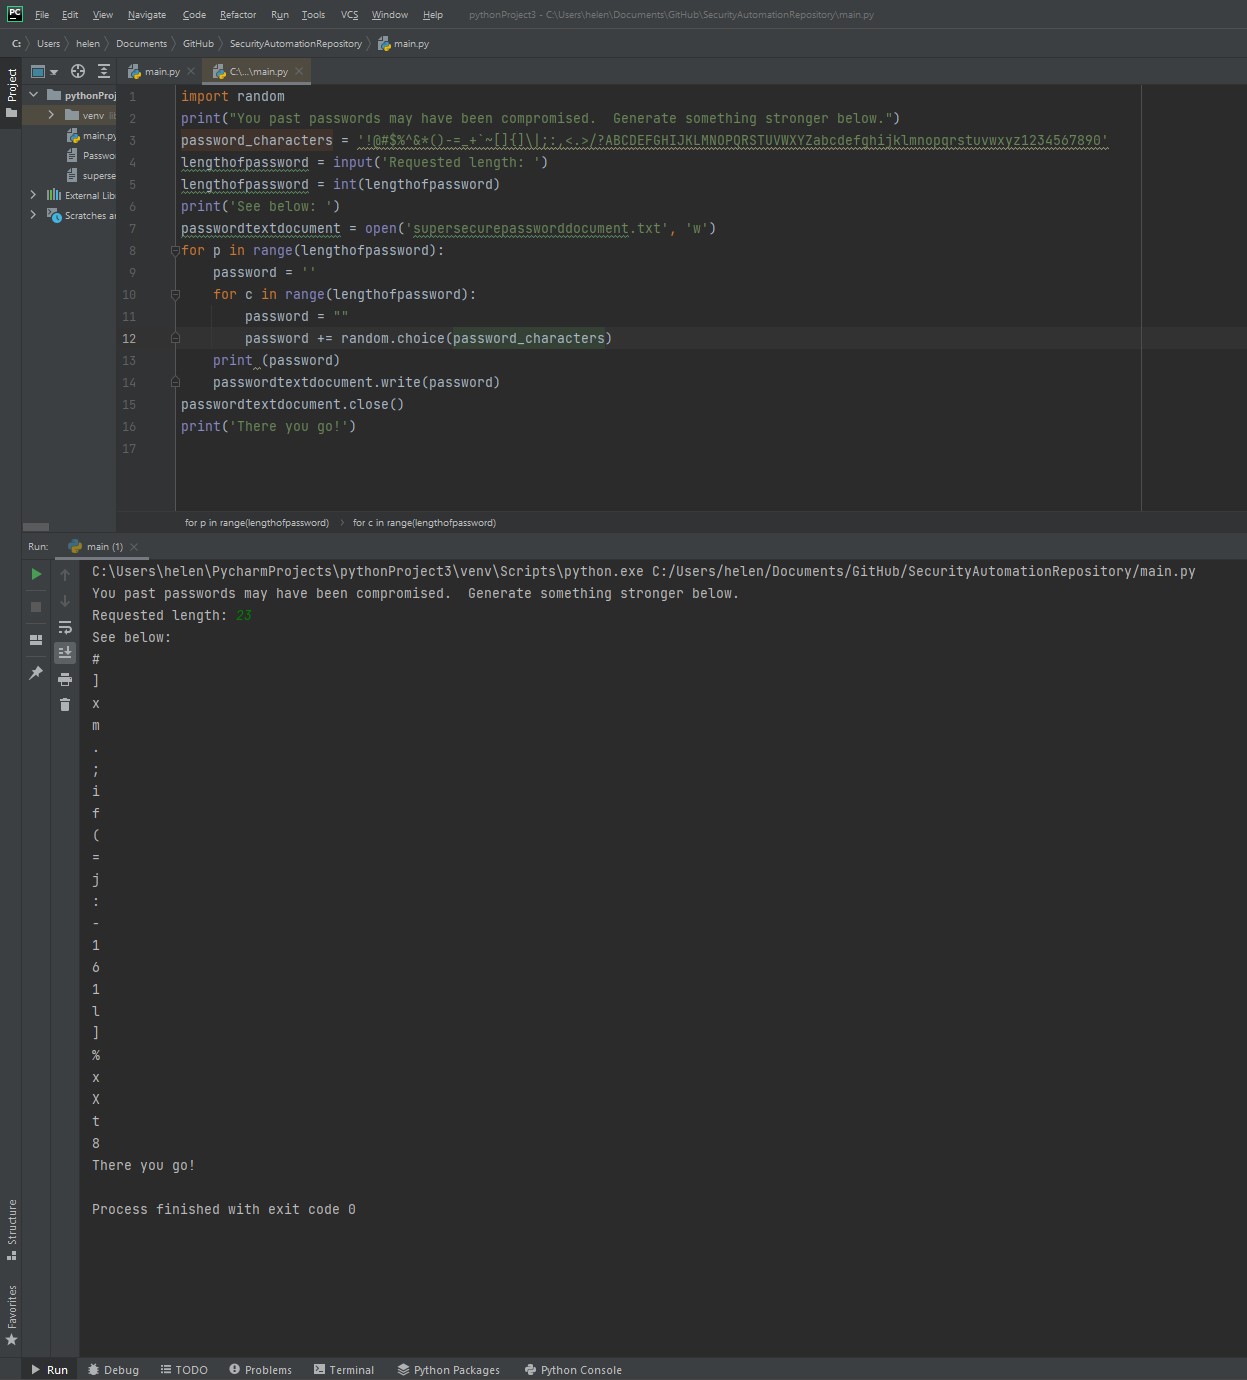 PC File Edit View Navigate Code Refactor Run Tools VCS Window Help pythonProject3 - C:\Users\helen\Documents\GitHub\SecurityAutomationRepository\main.py
C: Users helen Documents GitHub SecurityAutomationRepository main.py
Project
main.py C:\...\main.py
pythonProj
venv lib
main.py
Passwo
superse
External Lib
Scratches ar
1 import random
2 print("You past passwords may have been compromised.  Generate something stronger below.")
3 password_characters = '!@#$%^&*()-=_+`~[]{}\|;:,<.>/?ABCDEFGHIJKLMNOPQRSTUVWXYZabcdefghijklmnopqrstuvwxyz1234567890'
4 lengthofpassword = input('Requested length: ')
5 lengthofpassword = int(lengthofpassword)
6 print('See below: ')
7 passwordtextdocument = open('supersecurepassworddocument.txt', 'w')
8 for p in range(lengthofpassword):
9     password = ''
10     for c in range(lengthofpassword):
11         password = ""
12         password += random.choice(password_characters)
13     print (password)
14     passwordtextdocument.write(password)
15 passwordtextdocument.close()
16 print('There you go!')
17
for p in range(lengthofpassword) for c in range(lengthofpassword)
Run: main (1)
C:\Users\helen\PycharmProjects\pythonProject3\venv\Scripts\python.exe C:/Users/helen/Documents/GitHub/SecurityAutomationRepository/main.py
You past passwords may have been compromised.  Generate something stronger below.
Requested length: 23
See below:
#
]
x
m
.
;
i
f
(
=
j
:
-
1
6
1
l
]
%
x
X
t
8
There you go!
Process finished with exit code 0
Structure
Favorites
Run Debug TODO Problems Terminal Python Packages Python Console